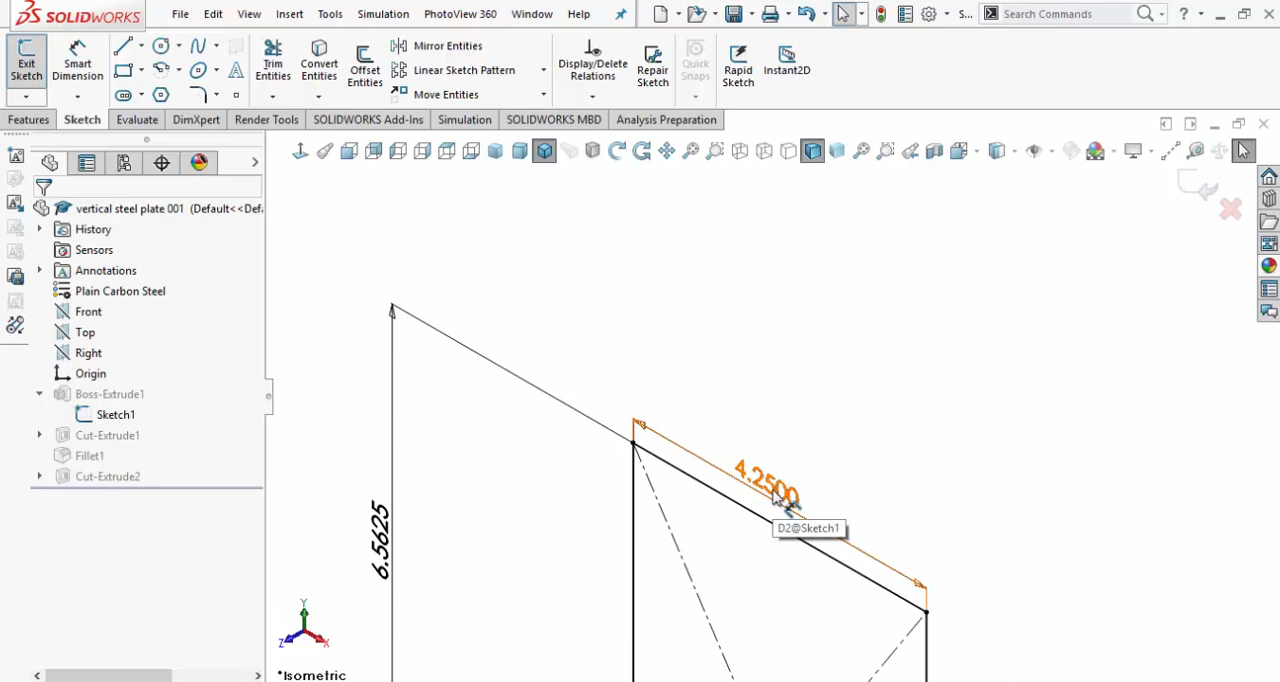 SOLIDWORKS File Edit View Insert Tools Simulation PhotoView 360 Window Help S... Search Commands ?
Exit Sketch
Smart Dimension
Trim Entities
Convert Entities
Offset Entities
Mirror Entities
Linear Sketch Pattern
Move Entities
Display/Delete Relations
Repair Sketch
Quick Snaps
Rapid Sketch
Instant2D
Features Sketch Evaluate DimXpert Render Tools SOLIDWORKS Add-Ins Simulation SOLIDWORKS MBD Analysis Preparation
vertical steel plate 001 (Default<<Def
History
Sensors
Annotations
Plain Carbon Steel
Front
Top
Right
Origin
Boss-Extrude1
Sketch1
Cut-Extrude1
Fillet1
Cut-Extrude2
4.2500
D2@Sketch1
6.5625
Y
Z
X
*Isometric